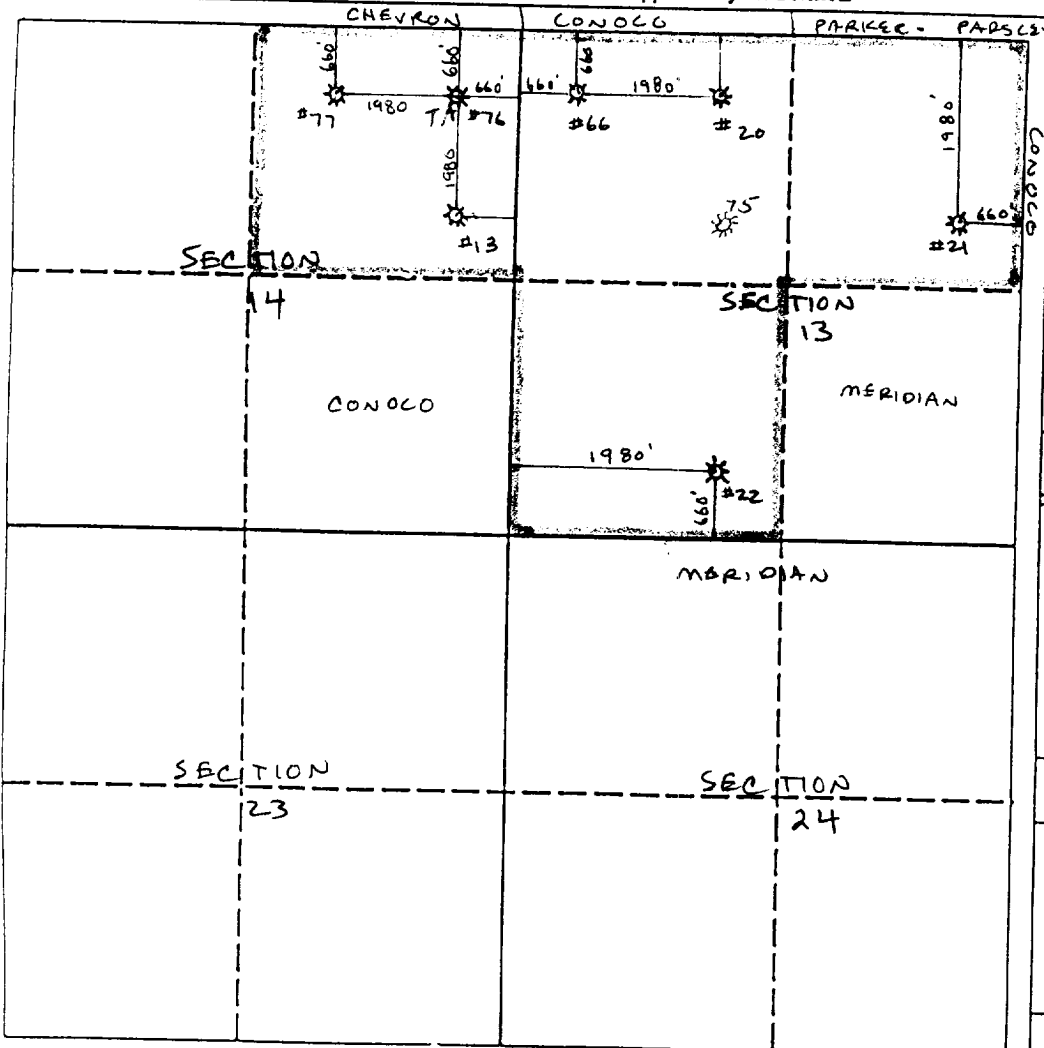 CHEVRON CONOCO PARKER - PARSLEY
660' 660' 660' 660' 660 1980' 1980'
1980 T.A #76 #66 #20
#77
CONOCO
1980 75 660'
#13 #21
SECTION
14
SECTION
13
CONOCO MERIDIAN
1980'
#22
660'
MERIDIAN
SECTION
23
SECTION
24